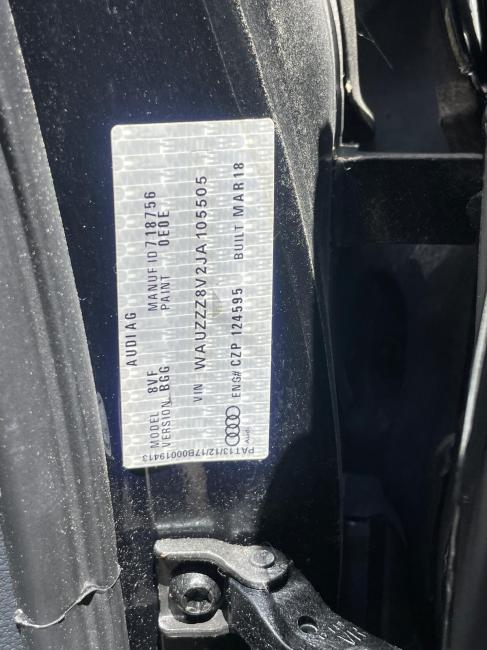 AUDI AG
MODEL 8VF MANUF ID 718756
VERSION BGG PAINT 0E0E
VIN WAUZZZ8V2JA105505
ENG# CZP 124595 BUILT MAR18
Audi
PAT13/12/17B00019413